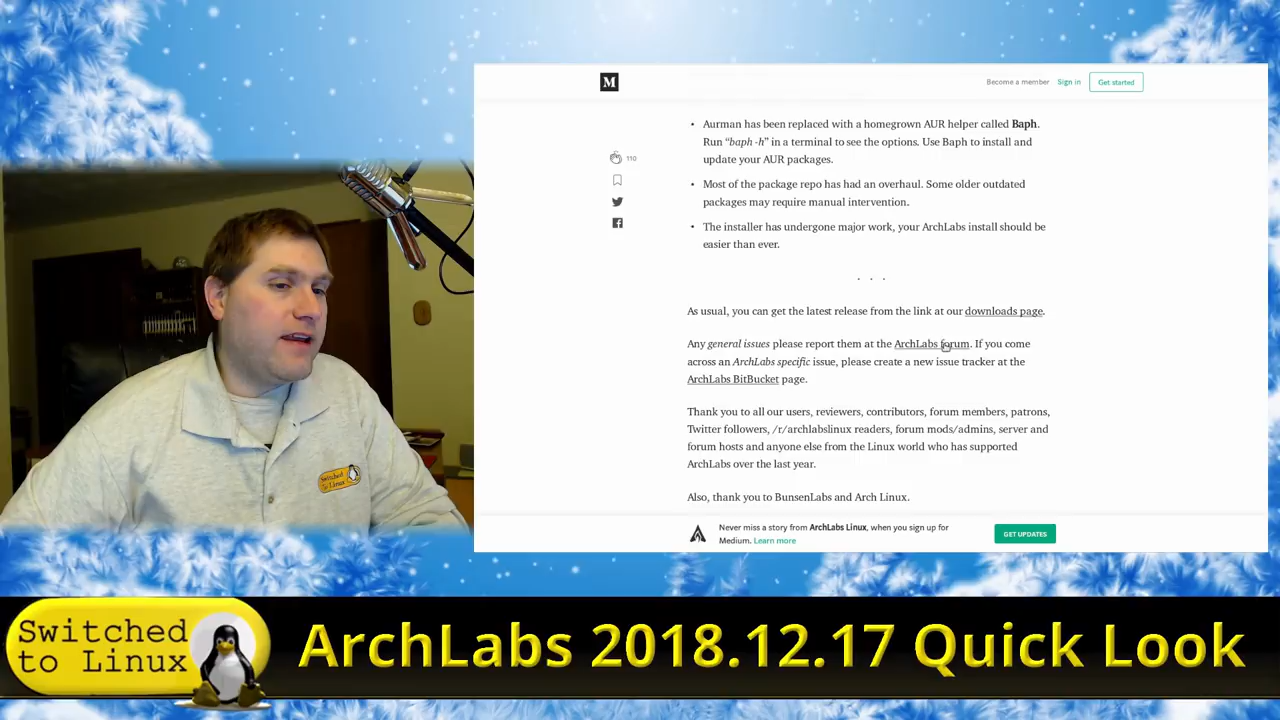 M
Become a member Sign in Get started
Aurman has been replaced with a homegrown AUR helper called Baph.
Run “baph -h” in a terminal to see the options. Use Baph to install and
update your AUR packages.
110
Most of the package repo has had an overhaul. Some older outdated
packages may require manual intervention.
The installer has undergone major work, your ArchLabs install should be
easier than ever.
As usual, you can get the latest release from the link at our downloads page.
Any general issues please report them at the ArchLabs forum. If you come
across an ArchLabs specific issue, please create a new issue tracker at the
ArchLabs BitBucket page.
Thank you to all our users, reviewers, contributors, forum members, patrons,
Twitter followers, /r/archlabslinux readers, forum mods/admins, server and
forum hosts and anyone else from the Linux world who has supported
ArchLabs over the last year.
Also, thank you to BunsenLabs and Arch Linux.
Never miss a story from ArchLabs Linux, when you sign up for
Medium. Learn more
GET UPDATES
Switched
to Linux
Switched
to Linux
ArchLabs 2018.12.17 Quick Look